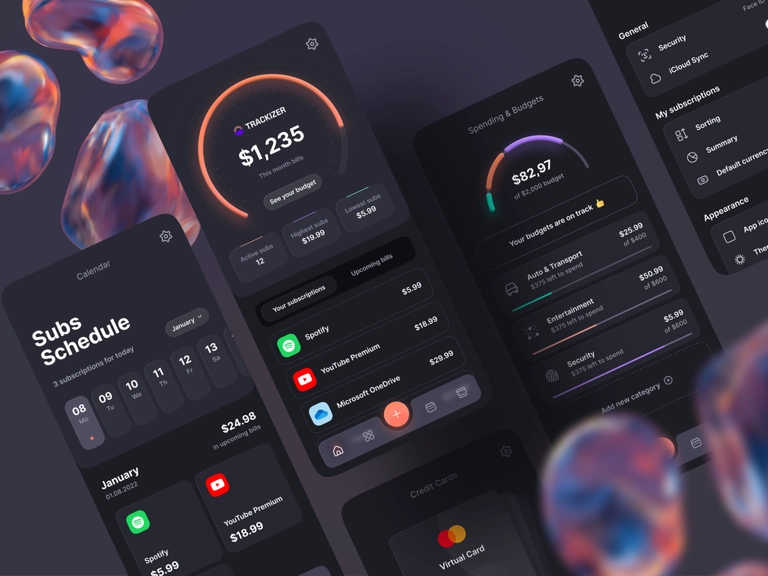 Calendar
Subs
Schedule
January
3 subscriptions for today
08
Mo
09
Tu
10
We
11
Th
12
Fr
13
Sa
$24.98
in upcoming bills
January
01.08.2022
Spotify
$5.99
YouTube Premium
$18.99
TRACKIZER
$1,235
This month bills
See your budget
Active subs
12
Highest subs
$19.99
Lowest subs
$5.99
Your subscriptions
Upcoming bills
Spotify
$5.99
YouTube Premium
$18.99
Microsoft OneDrive
$29.99
Credit Cards
Virtual Card
Spending & Budgets
$82,97
of $2,000 budget
Your budgets are on track 👍
Auto & Transport
$375 left to spend
$25.99
of $400
Entertainment
$375 left to spend
$50.99
of $600
Security
$375 left to spend
$5.99
of $600
Add new category
General
Security
Face ID
iCloud Sync
My subscriptions
Sorting
Summary
Default currency
Appearance
App ico
Ther